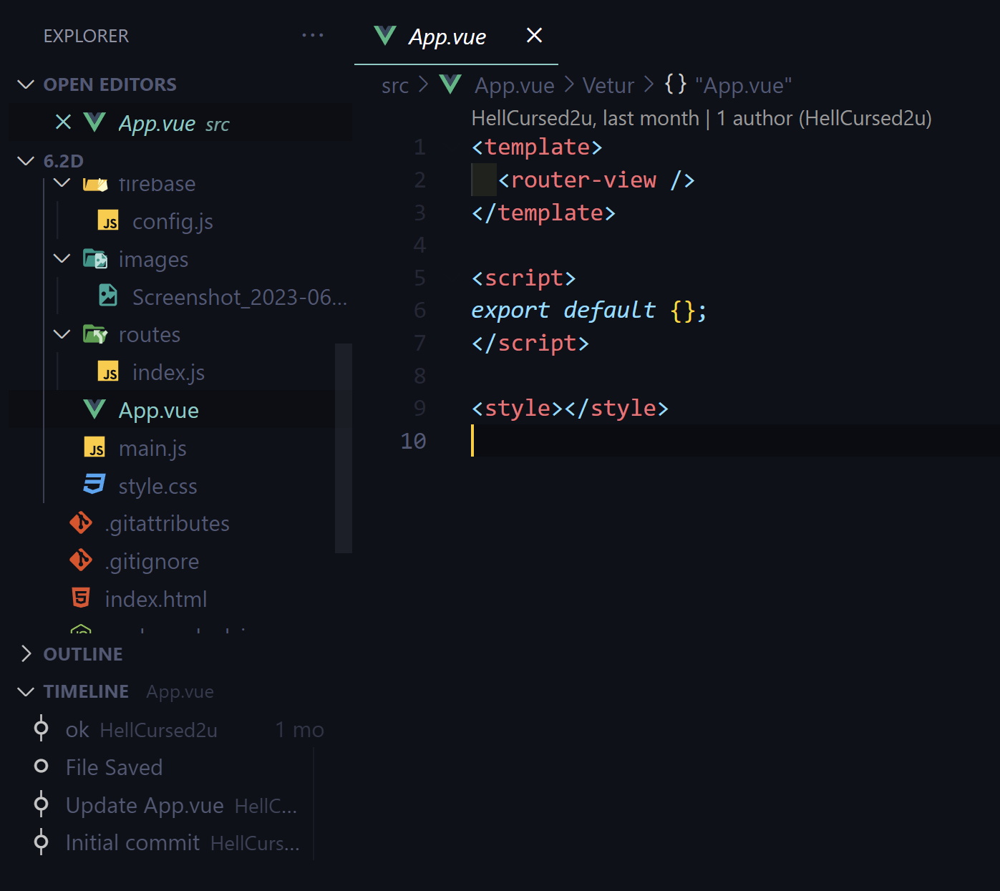 EXPLORER
OPEN EDITORS
App.vue src
6.2D
firebase
config.js
images
Screenshot_2023-06...
routes
index.js
App.vue
main.js
style.css
.gitattributes
.gitignore
index.html
OUTLINE
TIMELINE App.vue
ok HellCursed2u 1 mo
File Saved
Update App.vue HellC...
Initial commit HellCurs...
App.vue
src > App.vue > Vetur > {} "App.vue"
HellCursed2u, last month | 1 author (HellCursed2u)
1 <template>
2 <router-view />
3 </template>
4
5 <script>
6 export default {};
7 </script>
8
9 <style></style>
10